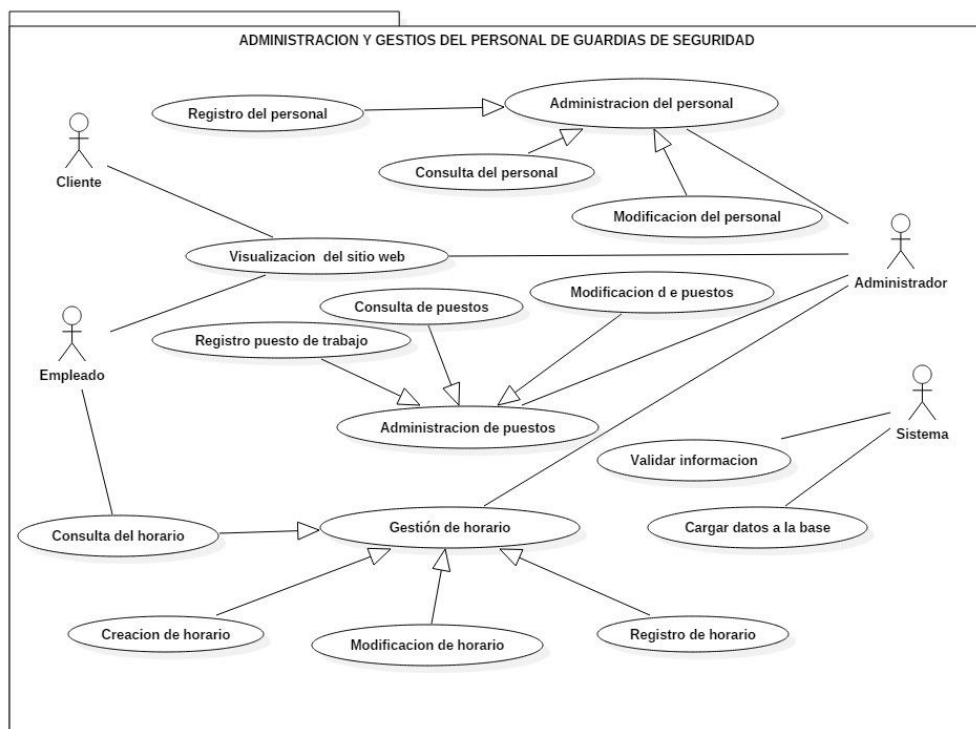 ADMINISTRACION Y GESTIOS DEL PERSONAL DE GUARDIAS DE SEGURIDAD
Administracion del personal
Registro del personal
Consulta del personal
Cliente
Modificacion del personal
Visualizacion del sitio web
Administrador
Modificacion d e puestos
Consulta de puestos
Registro puesto de trabajo
Empleado
Administracion de puestos
Sistema
Validar informacion
Gestión de horario
Cargar datos a la base
Consulta del horario
Creacion de horario
Modificacion de horario
Registro de horario